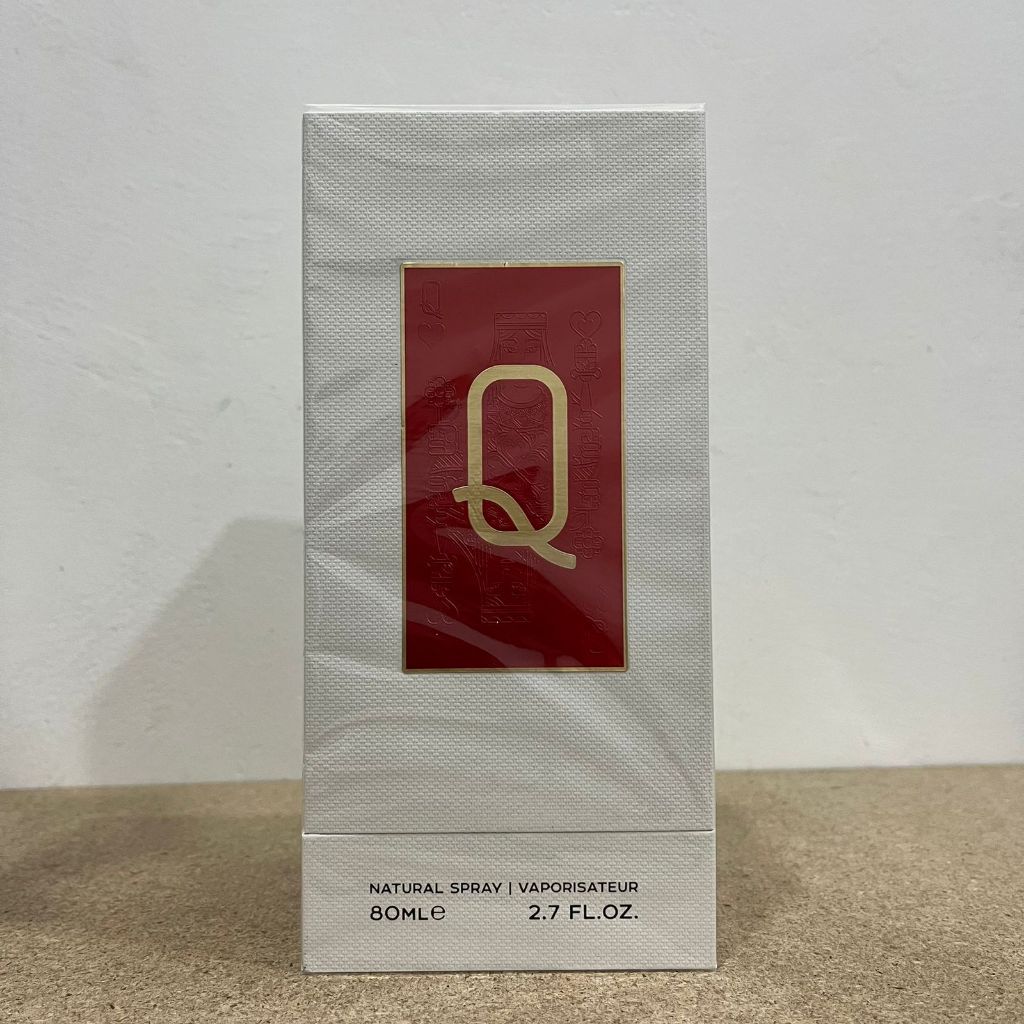 Q
Q
NATURAL SPRAY | VAPORISATEUR
80ML℮ 2.7 FL.OZ.